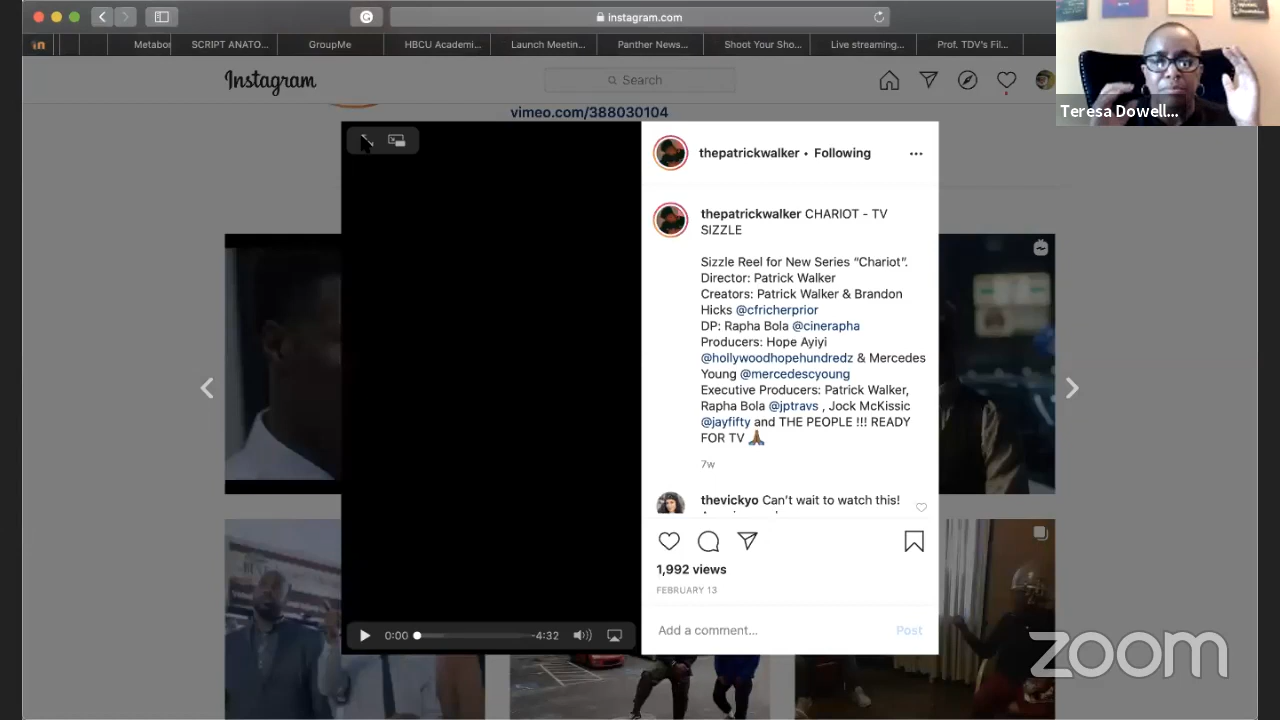 instagram.com
in
Metabol
SCRIPT ANATO...
GroupMe
HBCU Academi...
Launch Meetin...
Panther News...
Shoot Your Sho...
Live streaming...
Prof. TDV's Fil...
Teresa Dowell...
Instagram
Search
vimeo.com/388030104
thepatrickwalker • Following
thepatrickwalker CHARIOT - TV
SIZZLE
Sizzle Reel for New Series "Chariot".
Director: Patrick Walker
Creators: Patrick Walker & Brandon
Hicks @cfricherprior
DP: Rapha Bola @cinerapha
Producers: Hope Ayiyi
@hollywoodhopehundredz & Mercedes
Young @mercedescyoung
Executive Producers: Patrick Walker,
Rapha Bola @jptravs , Jock McKissic
@jayfifty and THE PEOPLE !!! READY
FOR TV 🙏🏾
7w
thevickyo Can't wait to watch this!
1,992 views
FEBRUARY 13
Add a comment...
Post
0:00
-4:32
zoom